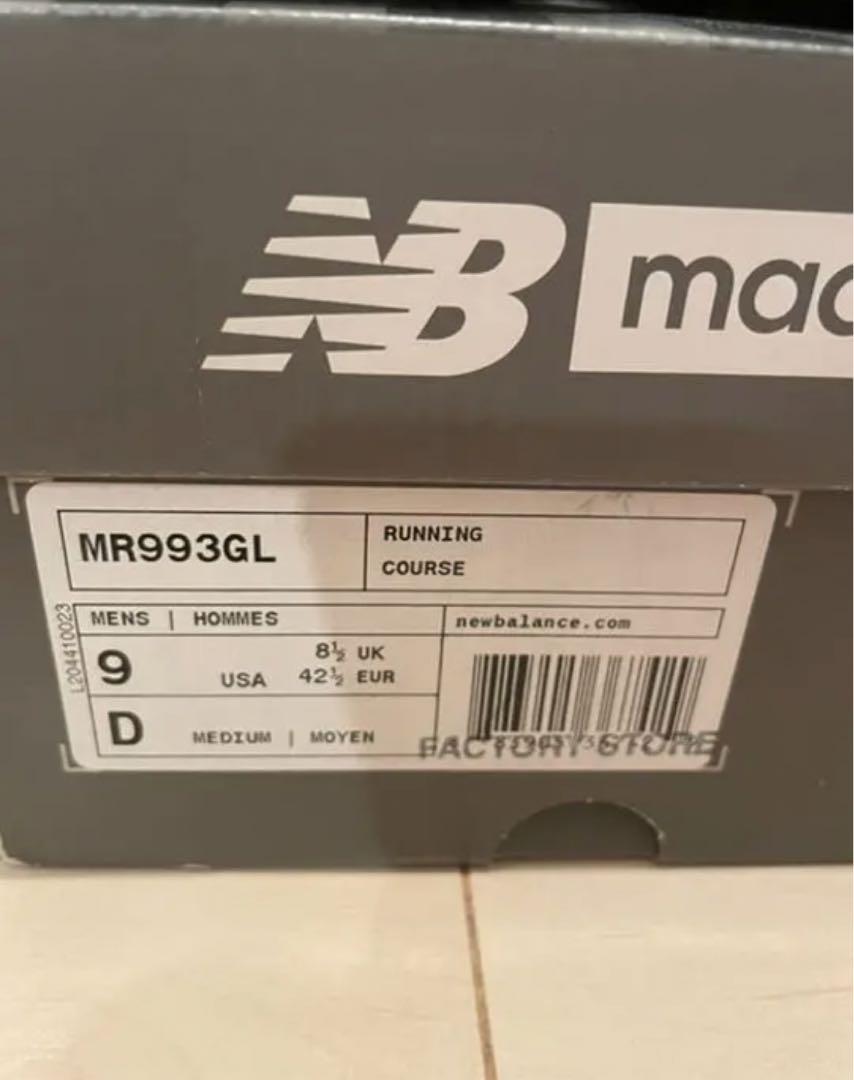 NB
MR993GL
RUNNING
COURSE
MENS | HOMMES
newbalance.com
9 USA
8½ UK
42½ EUR
D MEDIUM | MOYEN
L204410023
FACTORY STORE